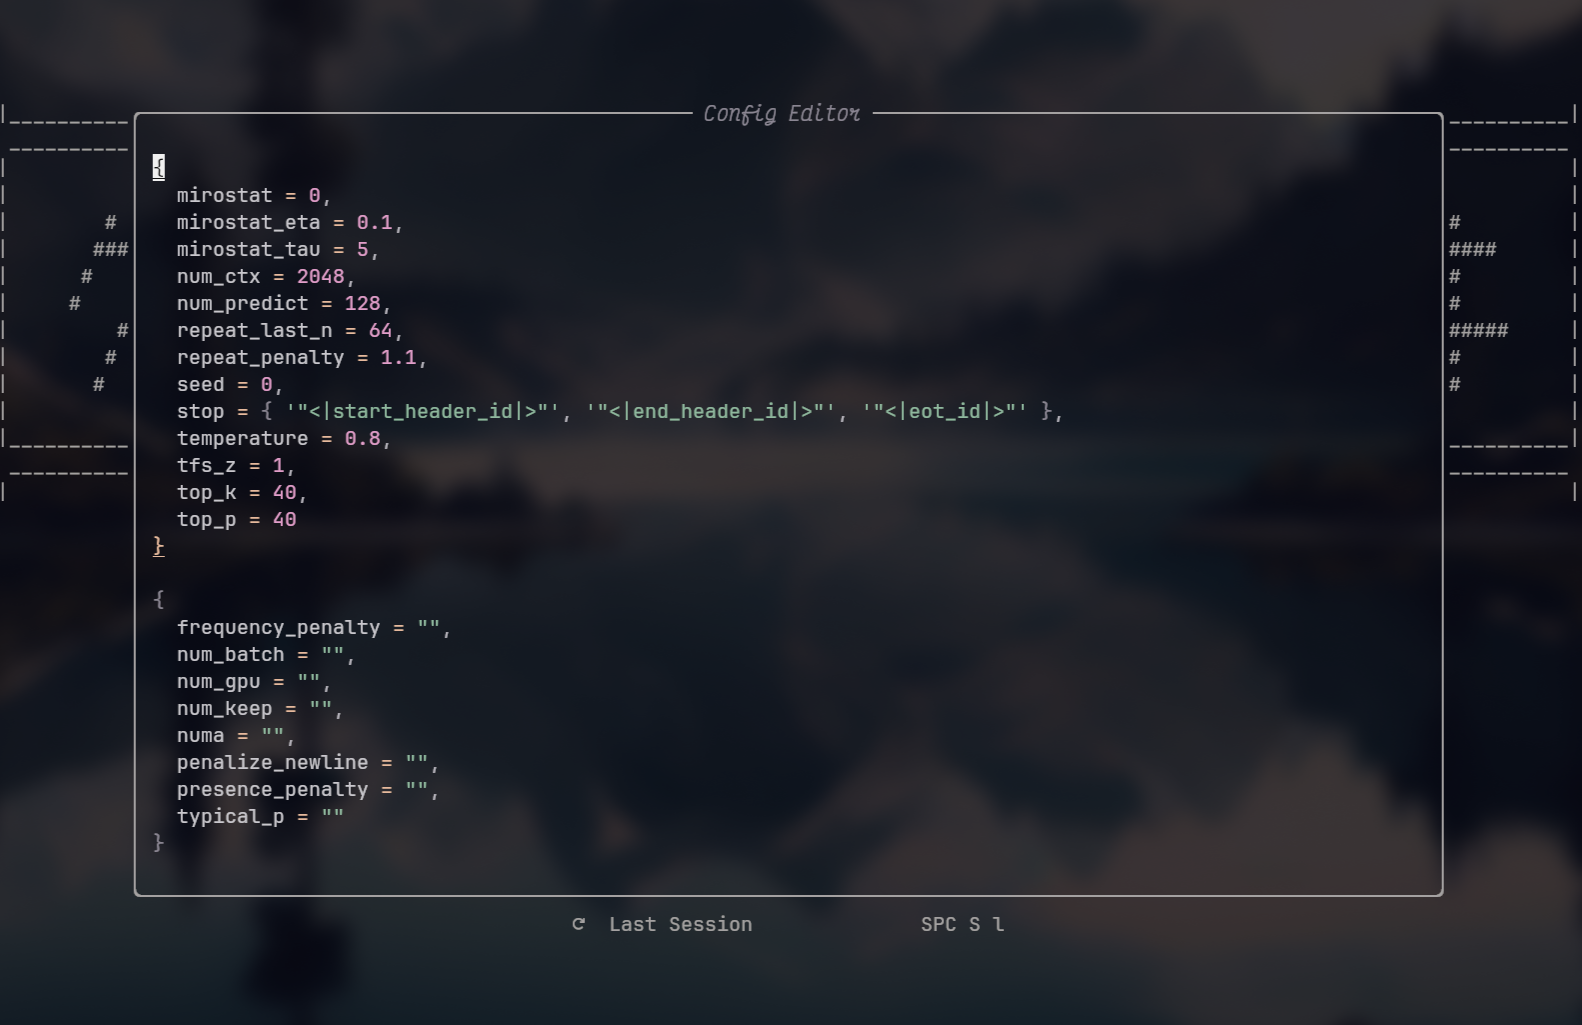 Config Editor
{
  mirostat = 0,
  mirostat_eta = 0.1,
  mirostat_tau = 5,
  num_ctx = 2048,
  num_predict = 128,
  repeat_last_n = 64,
  repeat_penalty = 1.1,
  seed = 0,
  stop = { '"<|start_header_id|>"', '"<|end_header_id|>"', '"<|eot_id|>"' },
  temperature = 0.8,
  tfs_z = 1,
  top_k = 40,
  top_p = 40
}
{
  frequency_penalty = "",
  num_batch = "",
  num_gpu = "",
  num_keep = "",
  numa = "",
  penalize_newline = "",
  presence_penalty = "",
  typical_p = ""
}
Last Session SPC S l